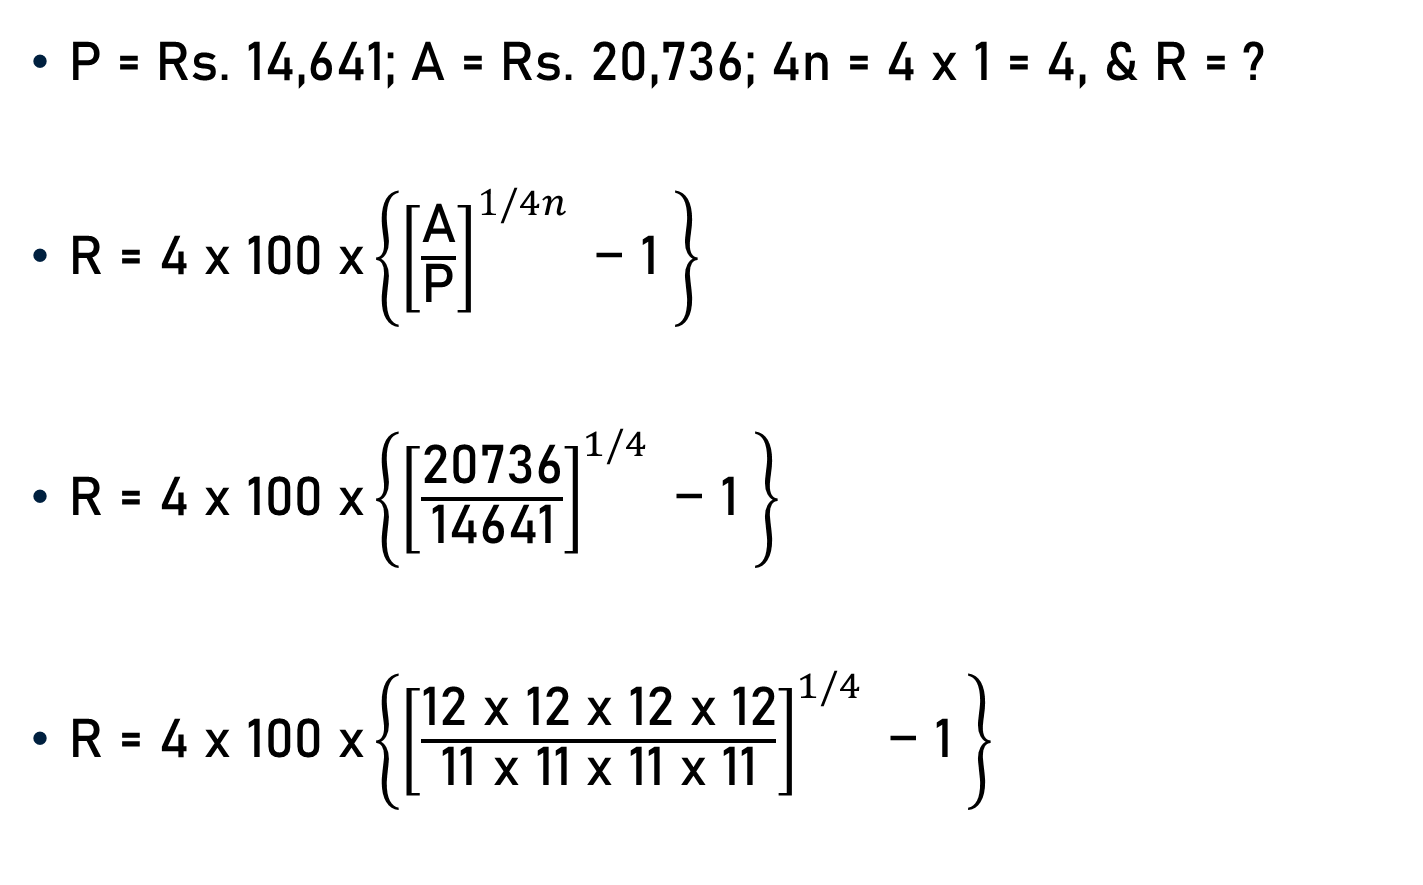 • P = Rs. 14,641; A = Rs. 20,736; 4n = 4 x 1 = 4, & R = ?
• R = 4 x 100 x {[A/P]^1/4n − 1}
• R = 4 x 100 x {[20736/14641]^1/4 − 1}
• R = 4 x 100 x {[12 x 12 x 12 x 12/11 x 11 x 11 x 11]^1/4 − 1}